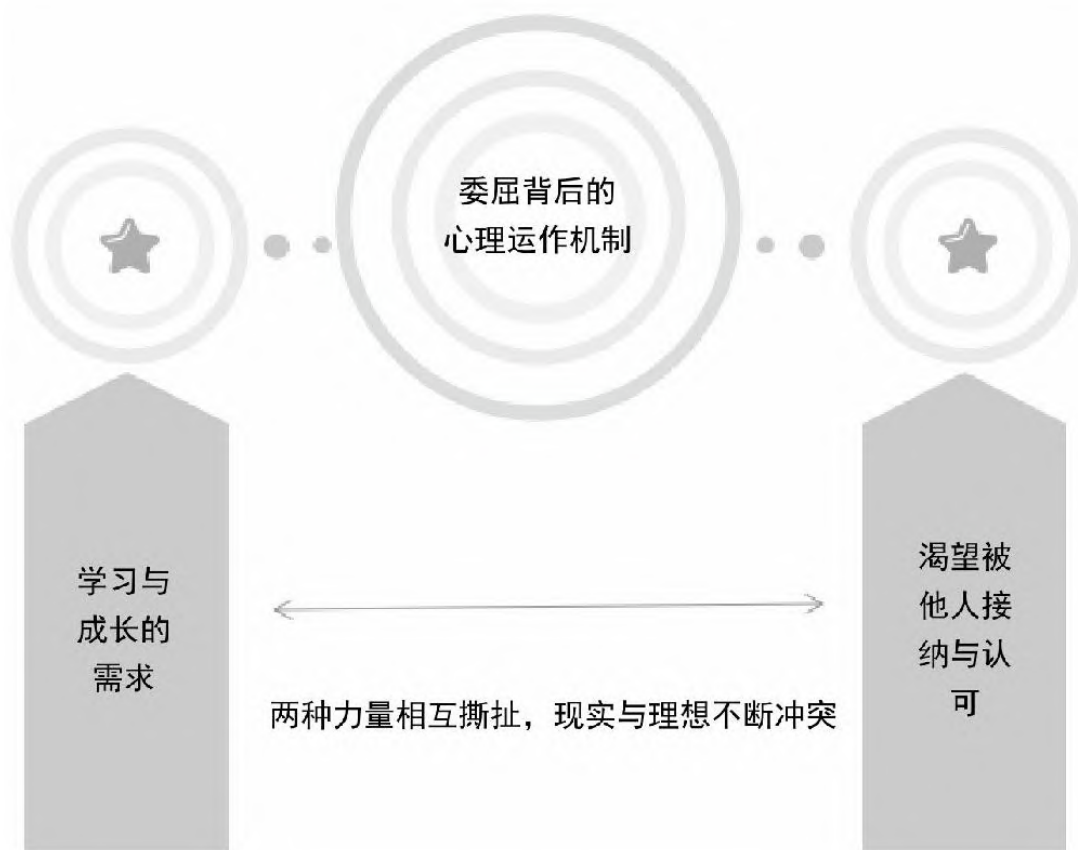 委屈背后的
心理运作机制
学习与
成长的
需求
渴望被
他人接
纳与认
可
两种力量相互撕扯，现实与理想不断冲突